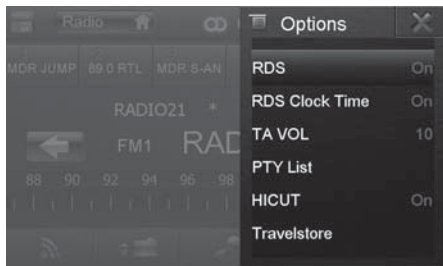 Radio
Options
MDR JUMP 89.0 RTL MDR S-AN
RDS On
RADIO21 *
RDS Clock Time On
FM1 RAD
TA VOL 10
PTY List
88 90 92 94 96 98
HICUT On
Travelstore